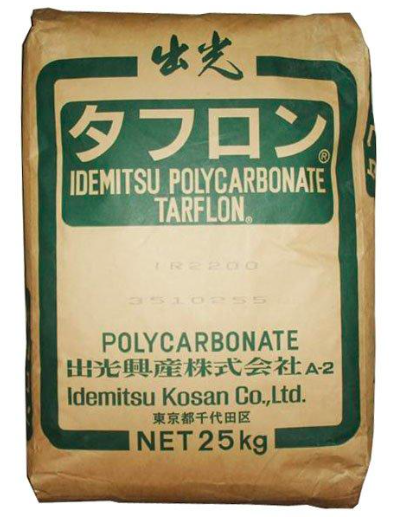 出光
タフロン®
IDEMITSU POLYCARBONATE
TARFLON®
IR2200
3510255
POLYCARBONATE
出光興産株式会社 A-2
Idemitsu Kosan Co.,Ltd.
東京都千代田区
NET 25kg